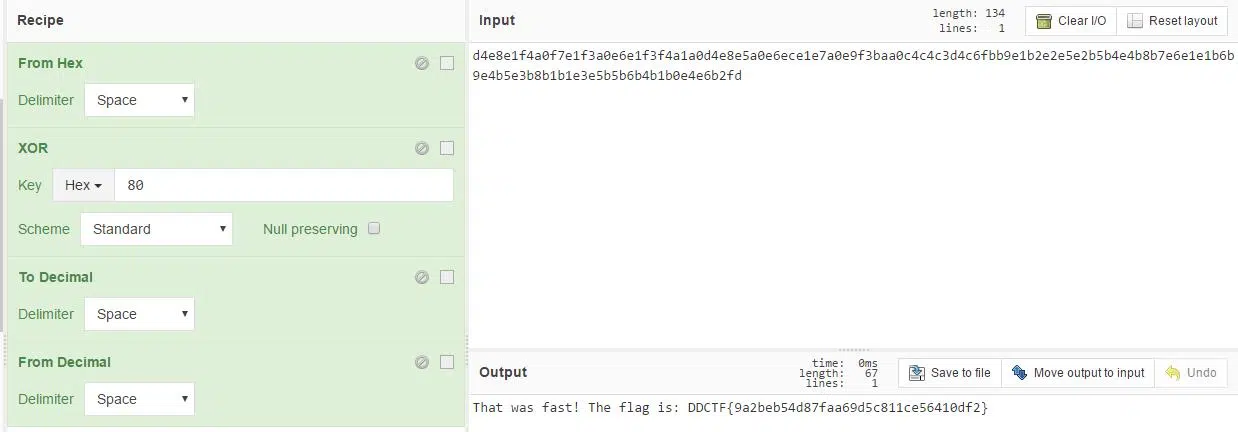 Recipe
From Hex
Delimiter Space
XOR
Key Hex 80
Scheme Standard Null preserving
To Decimal
Delimiter Space
From Decimal
Delimiter Space
Input
length: 134
lines: 1
Clear I/O Reset layout
d4e8e1f4a0f7e1f3a0e6e1f3f4a1a0d4e8e5a0e6ece1e7a0e9f3baa0c4c4c3d4c6fbb9e1b2e2e5e2b5b4e4b8b7e6e1e1b6b
9e4b5e3b8b1b1e3e5b5b6b4b1b0e4e6b2fd
Output
time: 0ms
length: 67
lines: 1
Save to file Move output to input Undo
That was fast! The flag is: DDCTF{9a2beb54d87faa69d5c811ce56410df2}